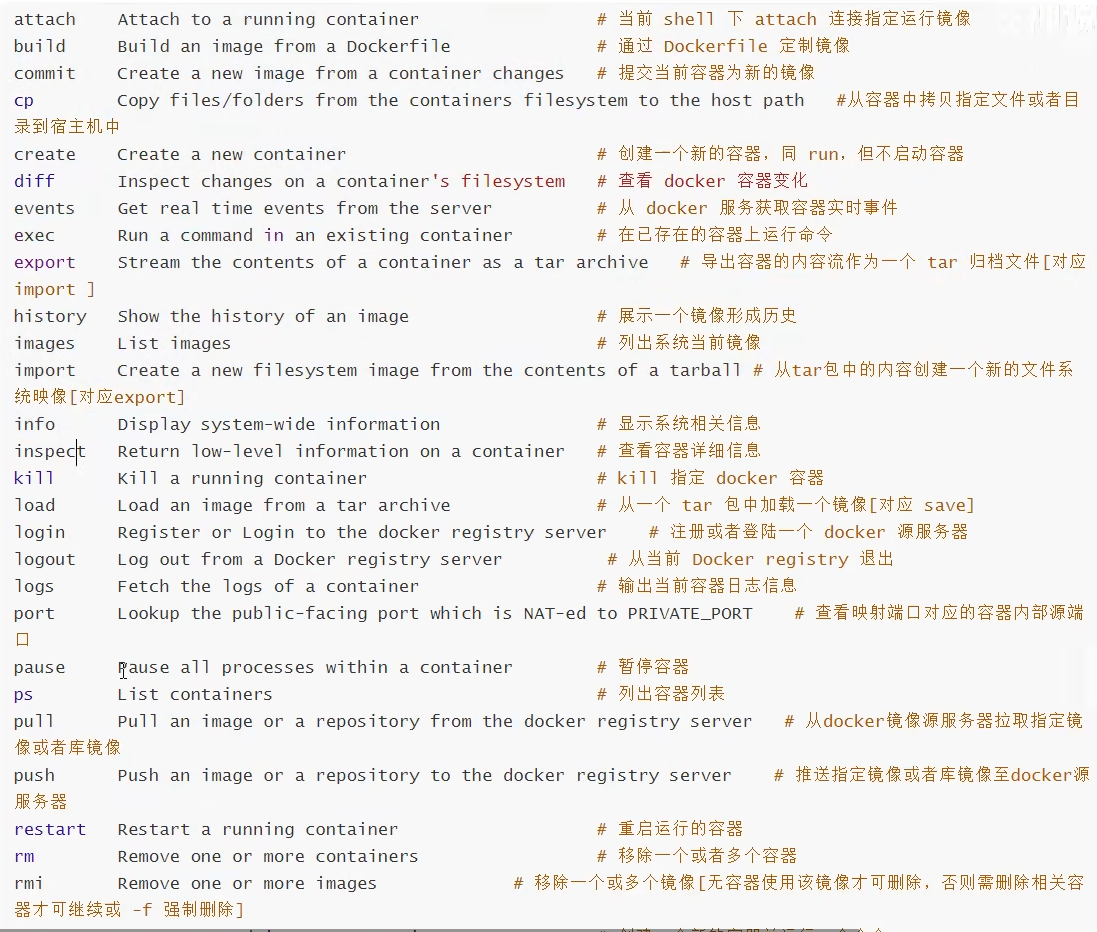 attach    Attach to a running container    # 当前 shell 下 attach 连接指定运行镜像
build     Build an image from a Dockerfile    # 通过 Dockerfile 定制镜像
commit    Create a new image from a container changes    # 提交当前容器为新的镜像
cp        Copy files/folders from the containers filesystem to the host path    #从容器中拷贝指定文件或者目
录到宿主机中
create    Create a new container    # 创建一个新的容器，同 run，但不启动容器
diff      Inspect changes on a container's filesystem    # 查看 docker 容器变化
events    Get real time events from the server    # 从 docker 服务获取容器实时事件
exec      Run a command in an existing container    # 在已存在的容器上运行命令
export    Stream the contents of a container as a tar archive    # 导出容器的内容流作为一个 tar 归档文件[对应
import ]
history   Show the history of an image    # 展示一个镜像形成历史
images    List images    # 列出系统当前镜像
import    Create a new filesystem image from the contents of a tarball # 从tar包中的内容创建一个新的文件系
统映像[对应export]
info      Display system-wide information    # 显示系统相关信息
inspect   Return low-level information on a container    # 查看容器详细信息
kill      Kill a running container    # kill 指定 docker 容器
load      Load an image from a tar archive    # 从一个 tar 包中加载一个镜像[对应 save]
login     Register or Login to the docker registry server    # 注册或者登陆一个 docker 源服务器
logout    Log out from a Docker registry server    # 从当前 Docker registry 退出
logs      Fetch the logs of a container    # 输出当前容器日志信息
port      Lookup the public-facing port which is NAT-ed to PRIVATE_PORT    # 查看映射端口对应的容器内部源端
口
pause     Pause all processes within a container    # 暂停容器
ps        List containers    # 列出容器列表
pull      Pull an image or a repository from the docker registry server    # 从docker镜像源服务器拉取指定镜
像或者库镜像
push      Push an image or a repository to the docker registry server    # 推送指定镜像或者库镜像至docker源
服务器
restart   Restart a running container    # 重启运行的容器
rm        Remove one or more containers    # 移除一个或者多个容器
rmi       Remove one or more images    # 移除一个或多个镜像[无容器使用该镜像才可删除，否则需删除相关容
器才可继续或 -f 强制删除]